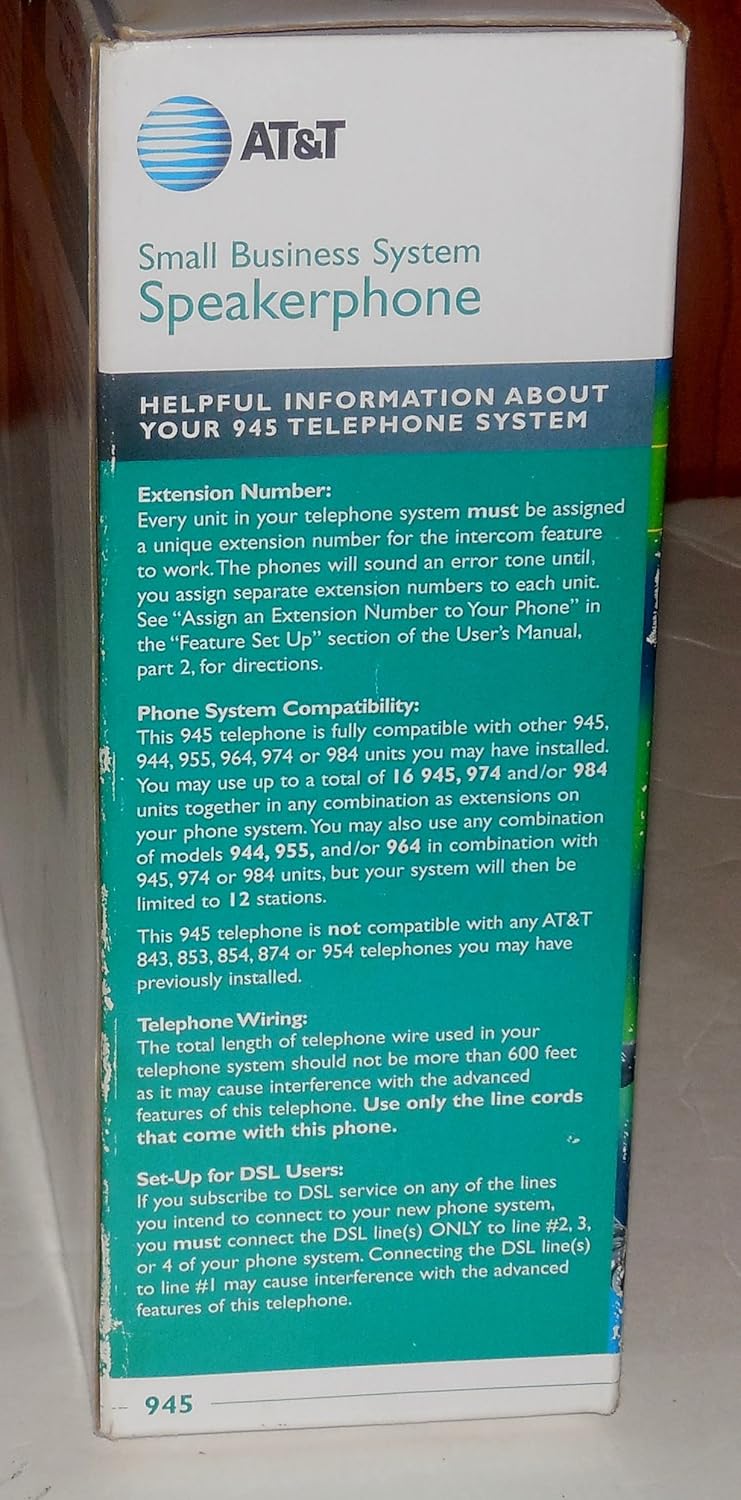 AT&T
Small Business System
Speakerphone
HELPFUL INFORMATION ABOUT
YOUR 945 TELEPHONE SYSTEM
Extension Number:
Every unit in your telephone system must be assigned
a unique extension number for the intercom feature
to work. The phones will sound an error tone until,
you assign separate extension numbers to each unit.
See “Assign an Extension Number to Your Phone” in
the “Feature Set Up” section of the User’s Manual,
part 2, for directions.
Phone System Compatibility:
This 945 telephone is fully compatible with other 945,
944, 955, 964, 974 or 984 units you may have installed.
You may use up to a total of 16 945, 974 and/or 984
units together in any combination as extensions on
your phone system. You may also use any combination
of models 944, 955, and/or 964 in combination with
945, 974 or 984 units, but your system will then be
limited to 12 stations.
This 945 telephone is not compatible with any AT&T
843, 853, 854, 874 or 954 telephones you may have
previously installed.
Telephone Wiring:
The total length of telephone wire used in your
telephone system should not be more than 600 feet
as it may cause interference with the advanced
features of this telephone. Use only the line cords
that come with this phone.
Set-Up for DSL Users:
If you subscribe to DSL service on any of the lines
you intend to connect to your new phone system,
you must connect the DSL line(s) ONLY to line #2, 3,
or 4 of your phone system. Connecting the DSL line(s)
to line #1 may cause interference with the advanced
features of this telephone.
945